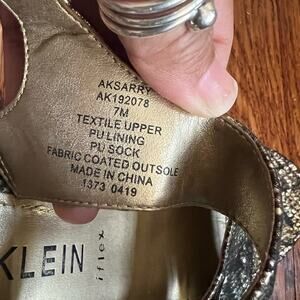 AKSARRY
AK192078
7M
TEXTILE UPPER
PU LINING
PU SOCK
FABRIC COATED OUTSOLE
MADE IN CHINA
1373 0419
KLEIN
iflex